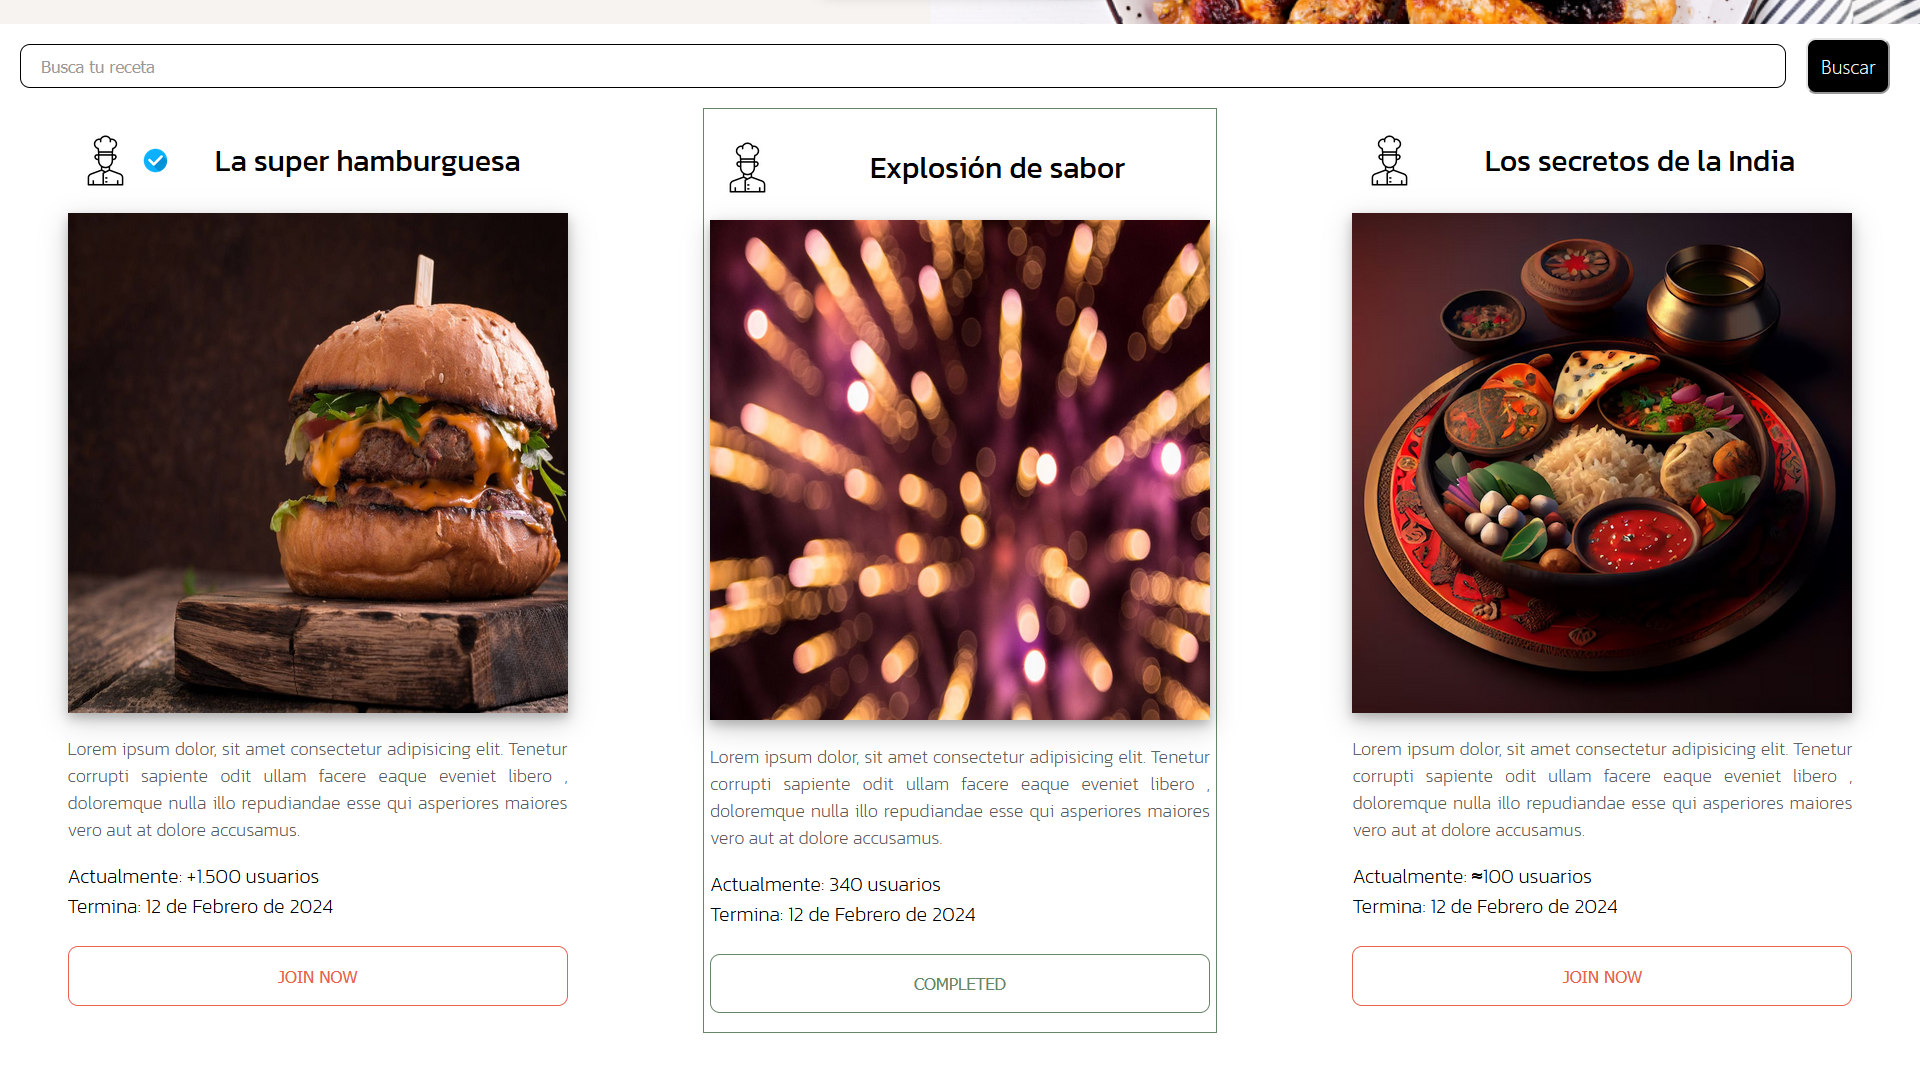 Busca tu receta
Buscar
La super hamburguesa
Lorem ipsum dolor, sit amet consectetur adipisicing elit. Tenetur
corrupti sapiente odit ullam facere eaque eveniet libero ,
doloremque nulla illo repudiandae esse qui asperiores maiores
vero aut at dolore accusamus.
Actualmente: +1.500 usuarios
Termina: 12 de Febrero de 2024
JOIN NOW
Explosión de sabor
Lorem ipsum dolor, sit amet consectetur adipisicing elit. Tenetur
corrupti sapiente odit ullam facere eaque eveniet libero ,
doloremque nulla illo repudiandae esse qui asperiores maiores
vero aut at dolore accusamus.
Actualmente: 340 usuarios
Termina: 12 de Febrero de 2024
COMPLETED
Los secretos de la India
Lorem ipsum dolor, sit amet consectetur adipisicing elit. Tenetur
corrupti sapiente odit ullam facere eaque eveniet libero ,
doloremque nulla illo repudiandae esse qui asperiores maiores
vero aut at dolore accusamus.
Actualmente: ≈100 usuarios
Termina: 12 de Febrero de 2024
JOIN NOW